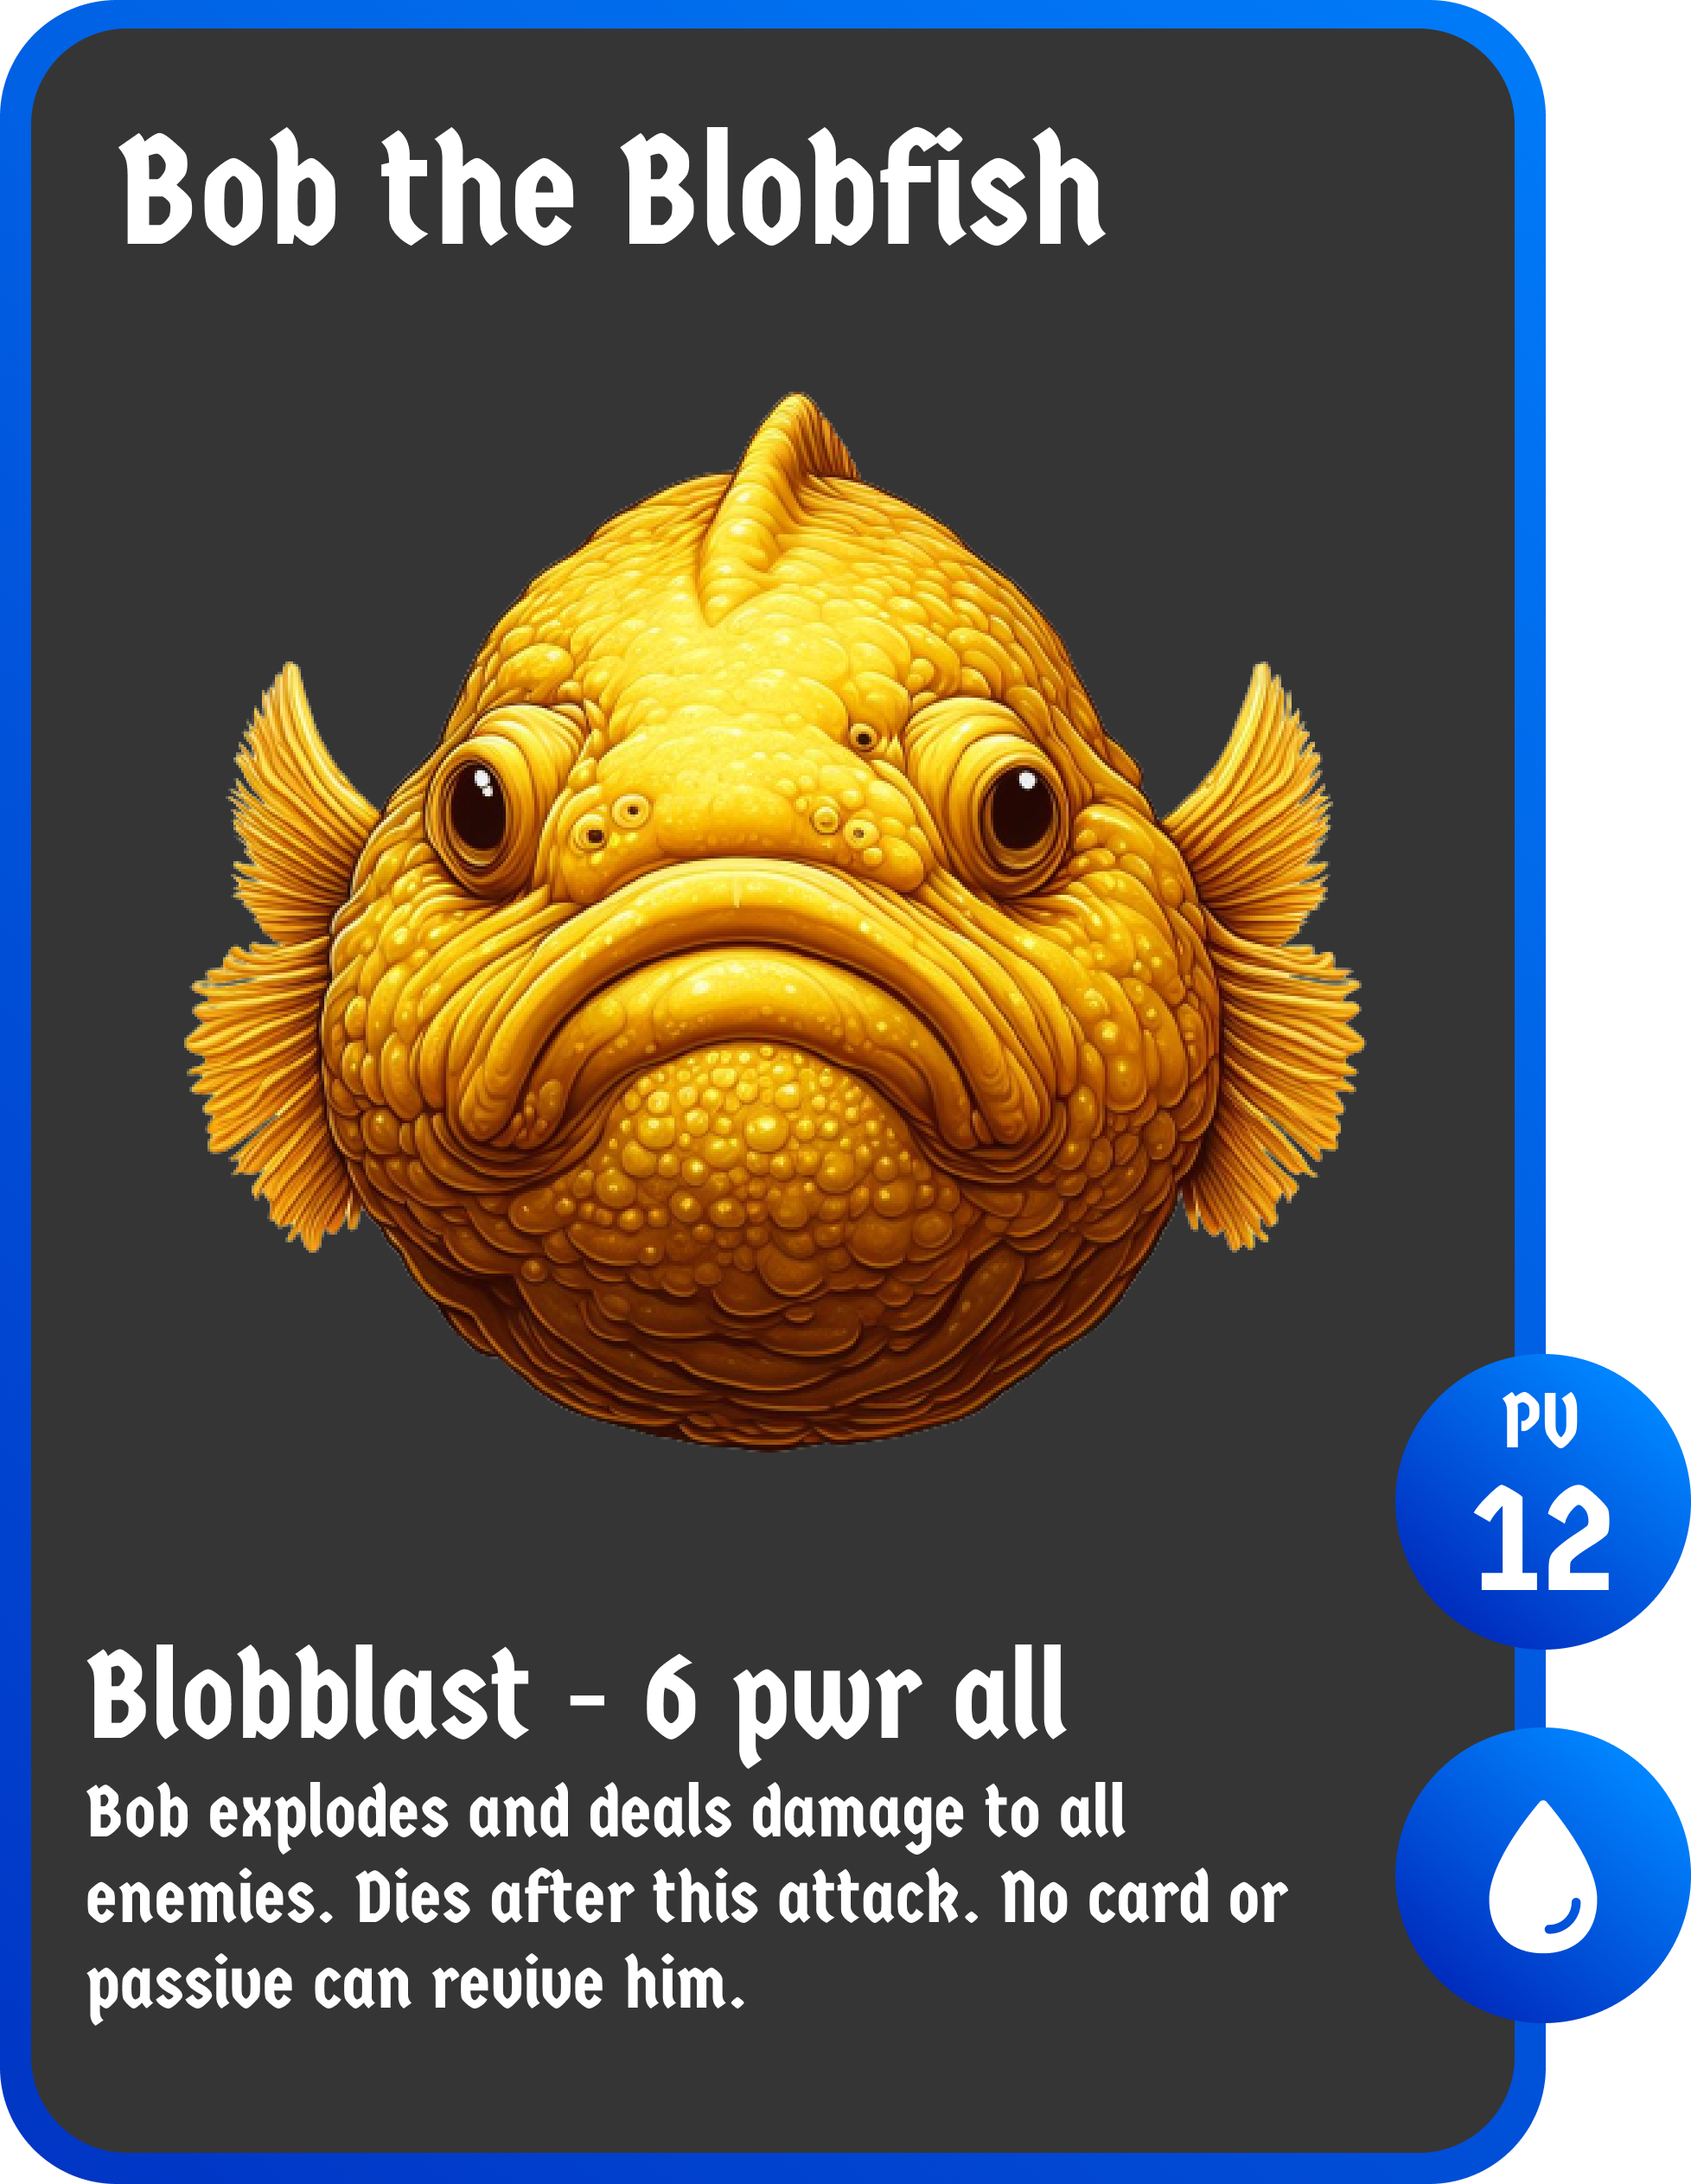 Bob the Blobfish
PV
12
Blobblast - 6 pwr all
Bob explodes and deals damage to all
enemies. Dies after this attack. No card or
passive can revive him.